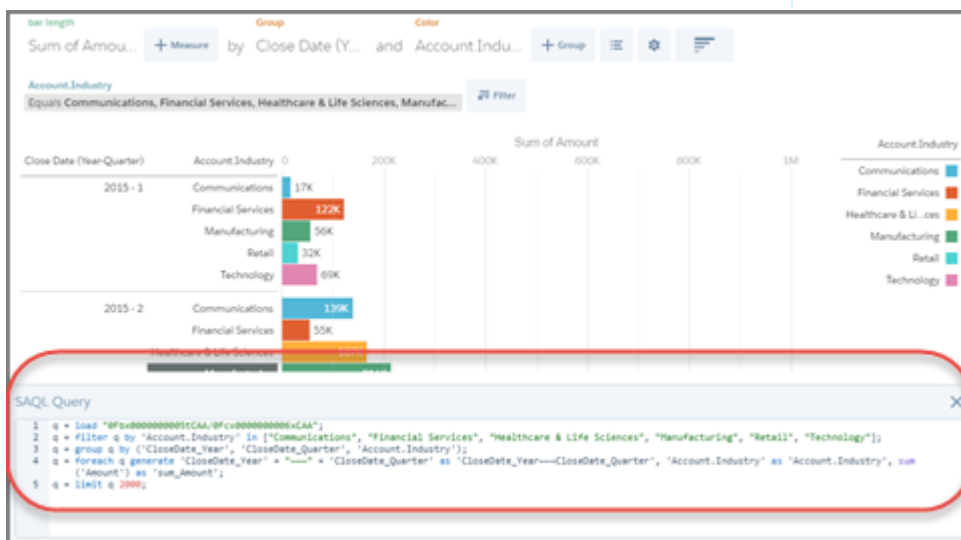 bar length
Group
Color
Sum of Amou...
+ Measure
by
Close Date (Y...
and
Account.Indu...
+ Group
Account.Industry
Equals Communications, Financial Services, Healthcare & Life Sciences, Manufac...
Filter
Sum of Amount
Account.Industry
Close Date (Year-Quarter)
Account.Industry
0
200K
400K
600K
800K
1M
Communications
Financial Services
Healthcare & Li...ces
Manufacturing
Retail
Technology
2015 - 1
Communications
17K
Financial Services
122K
Manufacturing
56K
Retail
32K
Technology
69K
2015 - 2
Communications
139K
Financial Services
55K
Healthcare & Life Sciences
SAQL Query
1 q = load
2 q = filter q by 'Account.Industry' in ["Communications", "Financial Services", "Healthcare & Life Sciences", "Manufacturing", "Retail", "Technology"];
3 q = group q by ('CloseDate_Year', 'CloseDate_Quarter', 'Account.Industry');
4 q = foreach q generate 'CloseDate_Year' + "~~~" + 'CloseDate_Quarter' as 'CloseDate_Year~~~CloseDate_Quarter', 'Account.Industry' as 'Account.Industry', sum
('Amount') as 'sum_Amount';
5 q = limit q 2000;